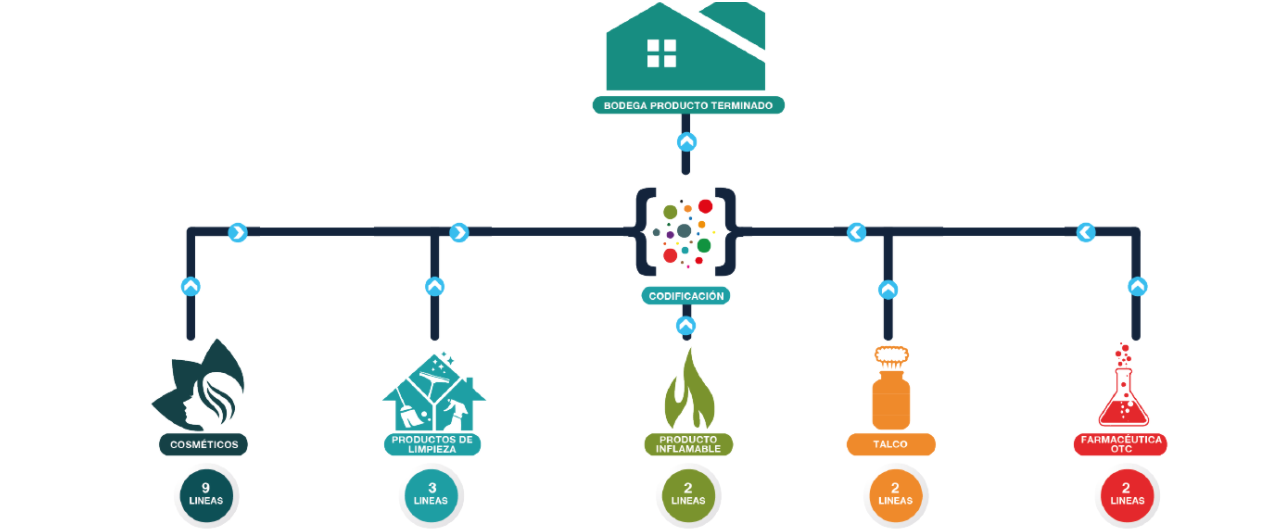 BODEGA PRODUCTO TERMINADO
CODIFICACIÓN
COSMÉTICOS
PRODUCTOS DE
LIMPIEZA
PRODUCTO
INFLAMABLE
TALCO
FARMACÉUTICA
OTC
9
LINEAS
3
LINEAS
2
LINEAS
2
LINEAS
2
LINEAS